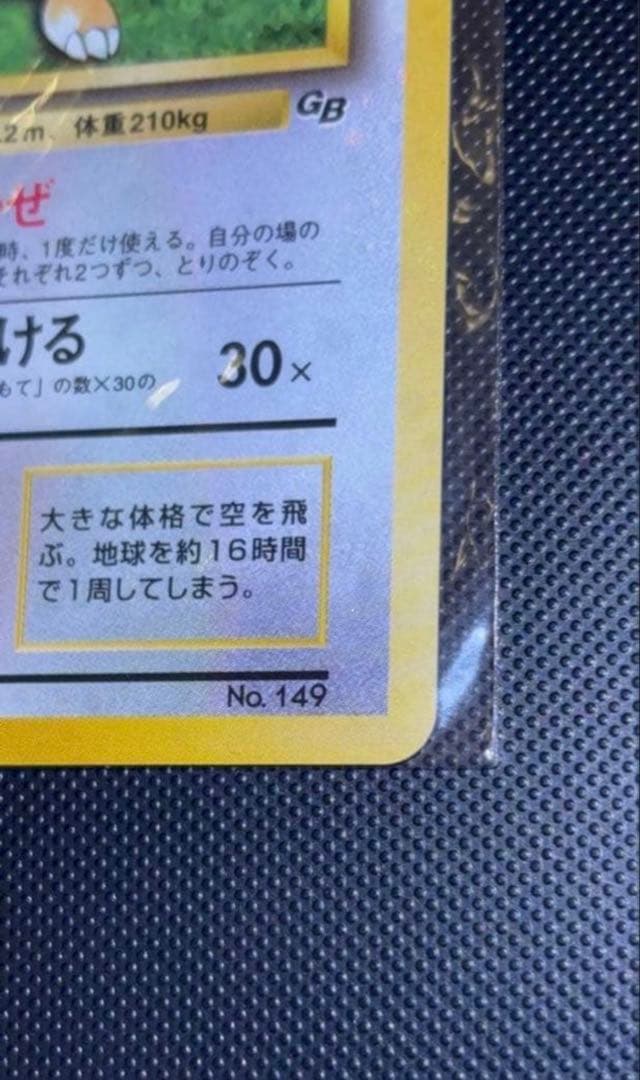 .2m、体重210kg
GB
かぜ
時、1度だけ使える。自分の場の
それぞれ2つずつ、とりのぞく。
ける
30×
もて」の数×30の
大きな体格で空を飛
ぶ。地球を約16時間
で1周してしまう。
No. 149